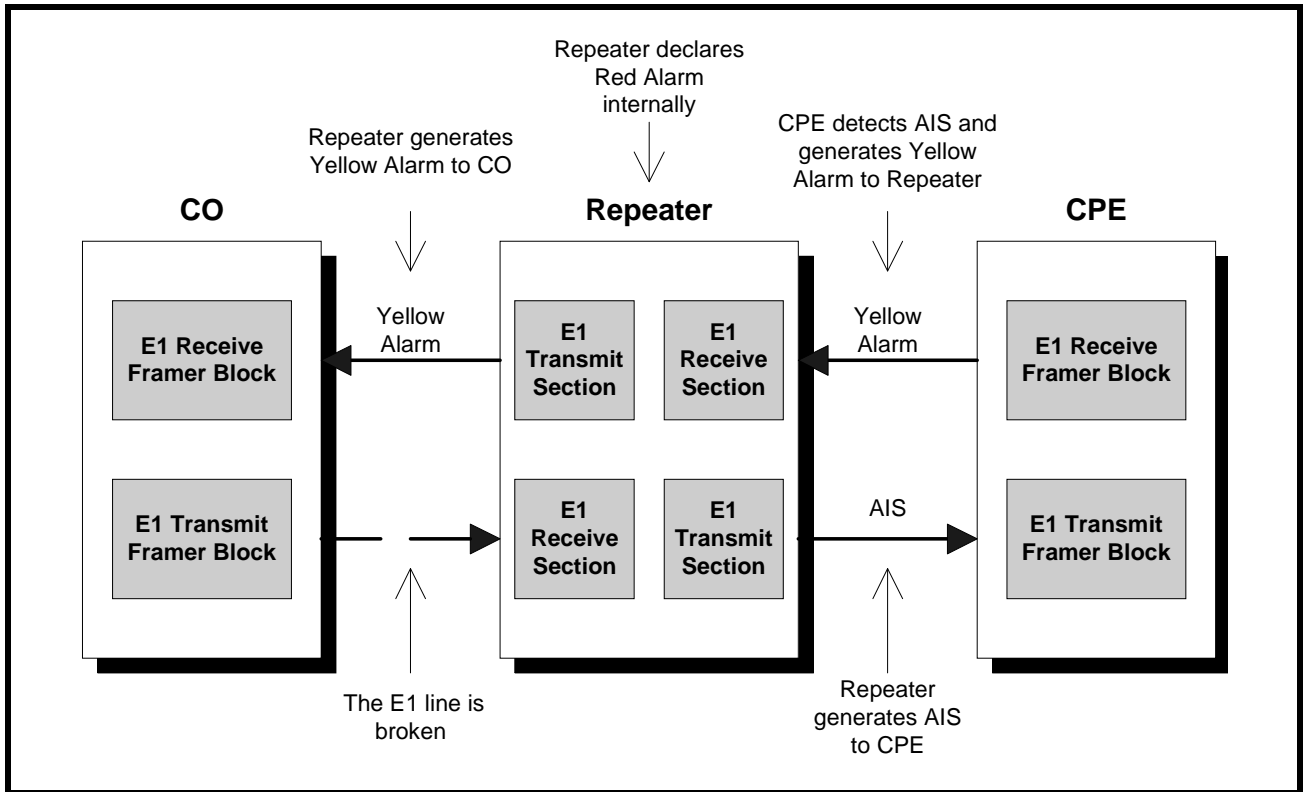 Repeater declares
Red Alarm
internally
Repeater generates
Yellow Alarm to CO
CPE detects AIS and
generates Yellow
Alarm to Repeater
CO
Repeater
CPE
E1 Receive
Framer Block
Yellow
Alarm
E1
Transmit
Section
E1
Receive
Section
Yellow
Alarm
E1 Receive
Framer Block
E1 Transmit
Framer Block
E1
Receive
Section
E1
Transmit
Section
AIS
E1 Transmit
Framer Block
The E1 line is
broken
Repeater
generates AIS
to CPE